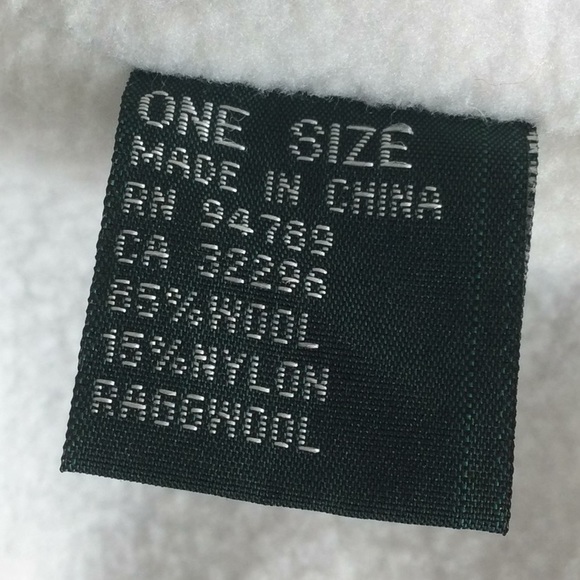 ONE SIZE
MADE IN CHINA
RN 94789
CA 32296
85%WOOL
15%NYLON
RAGGWOOL